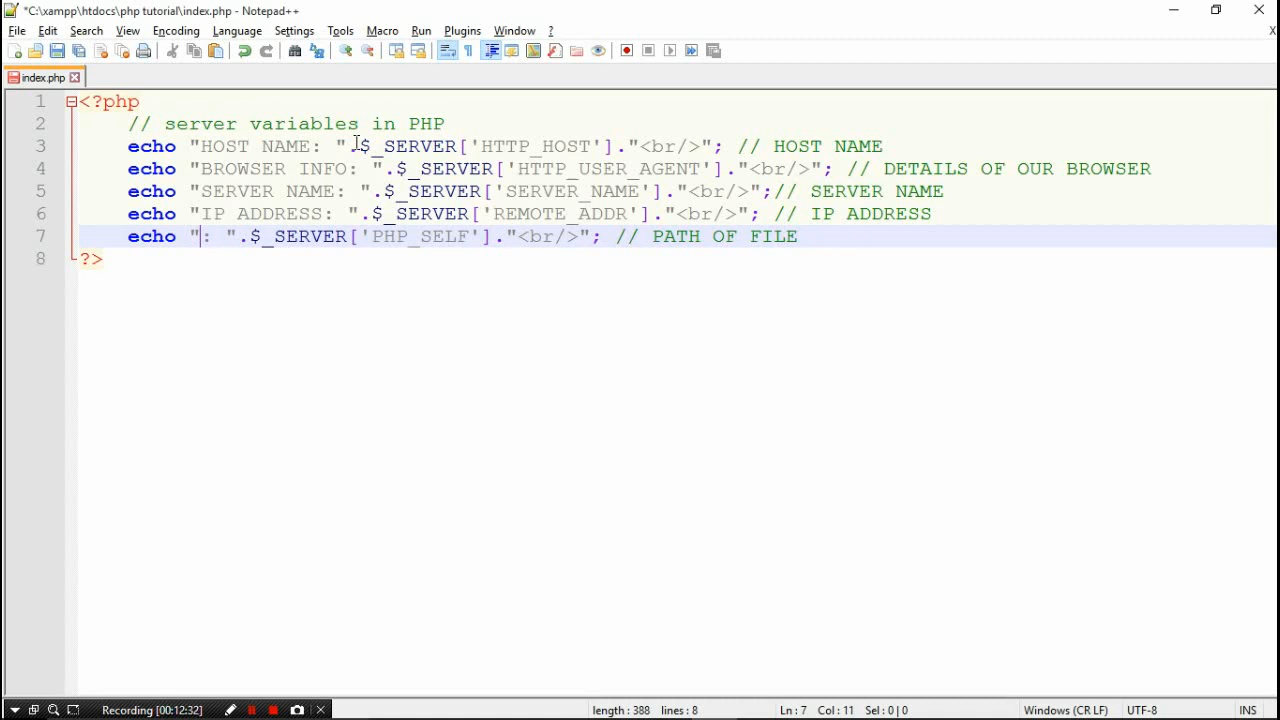 *C:\xampp\htdocs\php tutorial\index.php - Notepad++
File Edit Search View Encoding Language Settings Tools Macro Run Plugins Window ? X
index.php
1 <?php
2 // server variables in PHP
3 echo "HOST NAME: ".$_SERVER['HTTP_HOST']."<br/>"; // HOST NAME
4 echo "BROWSER INFO: ".$_SERVER['HTTP_USER_AGENT']."<br/>"; // DETAILS OF OUR BROWSER
5 echo "SERVER NAME: ".$_SERVER['SERVER_NAME']."<br/>";// SERVER NAME
6 echo "IP ADDRESS: ".$_SERVER['REMOTE_ADDR']."<br/>"; // IP ADDRESS
7 echo ": ".$_SERVER['PHP_SELF']."<br/>"; // PATH OF FILE
8 ?>
Recording [00:12:32] length : 388 lines : 8 Ln : 7 Col : 11 Sel : 0 | 0 Windows (CR LF) UTF-8 INS